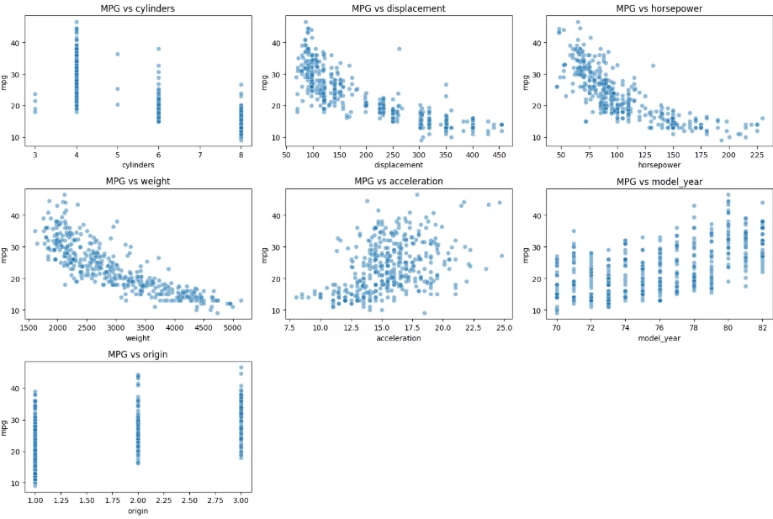 MPG vs cylinders
mpg
40
30
20
10
3 4 5 6 7 8
cylinders
MPG vs displacement
mpg
40
30
20
10
50 100 150 200 250 300 350 400 450
displacement
MPG vs horsepower
mpg
40
30
20
10
50 75 100 125 150 175 200 225
horsepower
MPG vs weight
mpg
40
30
20
10
1500 2000 2500 3000 3500 4000 4500 5000
weight
MPG vs acceleration
mpg
40
30
20
10
7.5 10.0 12.5 15.0 17.5 20.0 22.5 25.0
acceleration
MPG vs model_year
mpg
40
30
20
10
70 72 74 76 78 80 82
model_year
MPG vs origin
mpg
40
30
20
10
1.00 1.25 1.50 1.75 2.00 2.25 2.50 2.75 3.00
origin